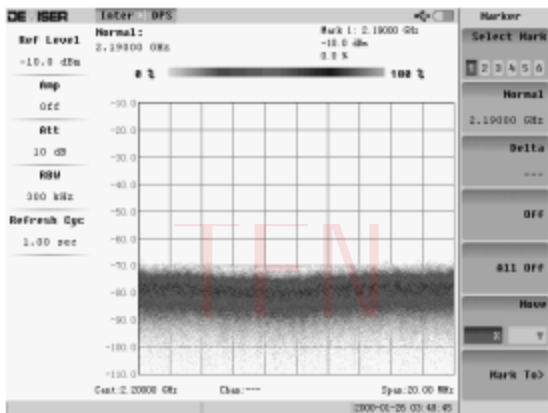 DEVISER
Inter DPS
Ref Level
-10.0 dBm
Amp
Off
Att
10 dB
RBW
300 kHz
Refresh Cyc
1.00 sec
Normal:
2.19000 GHz
Mark 1: 2.19000 GHz
-10.0 dBm
0.0 %
0 %
100 %
-10.0
-20.0
-30.0
-40.0
-50.0
-60.0
-70.0
-80.0
-90.0
-100.0
-110.0
TFN
Cent:2.20000 GHz
Chan:---
Span:20.00 MHz
2000-01-26 03:48:45
Marker
Select Mark
1 2 3 4 5 6
Normal
2.19000 GHz
Delta
---
Off
All Off
Move
X Y
Mark To>